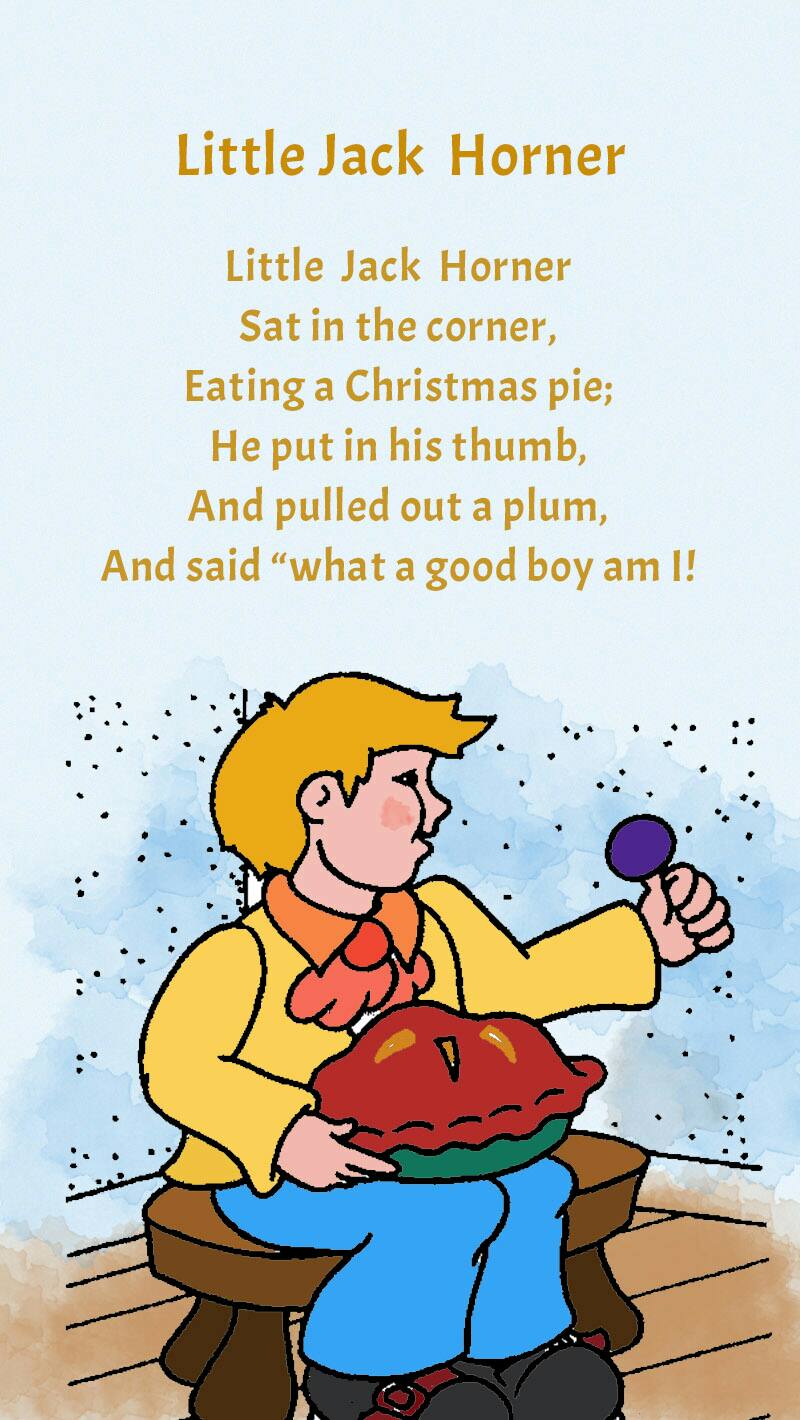 Little Jack Horner
Little Jack Horner
Sat in the corner,
Eating a Christmas pie;
He put in his thumb,
And pulled out a plum,
And said “what a good boy am I!